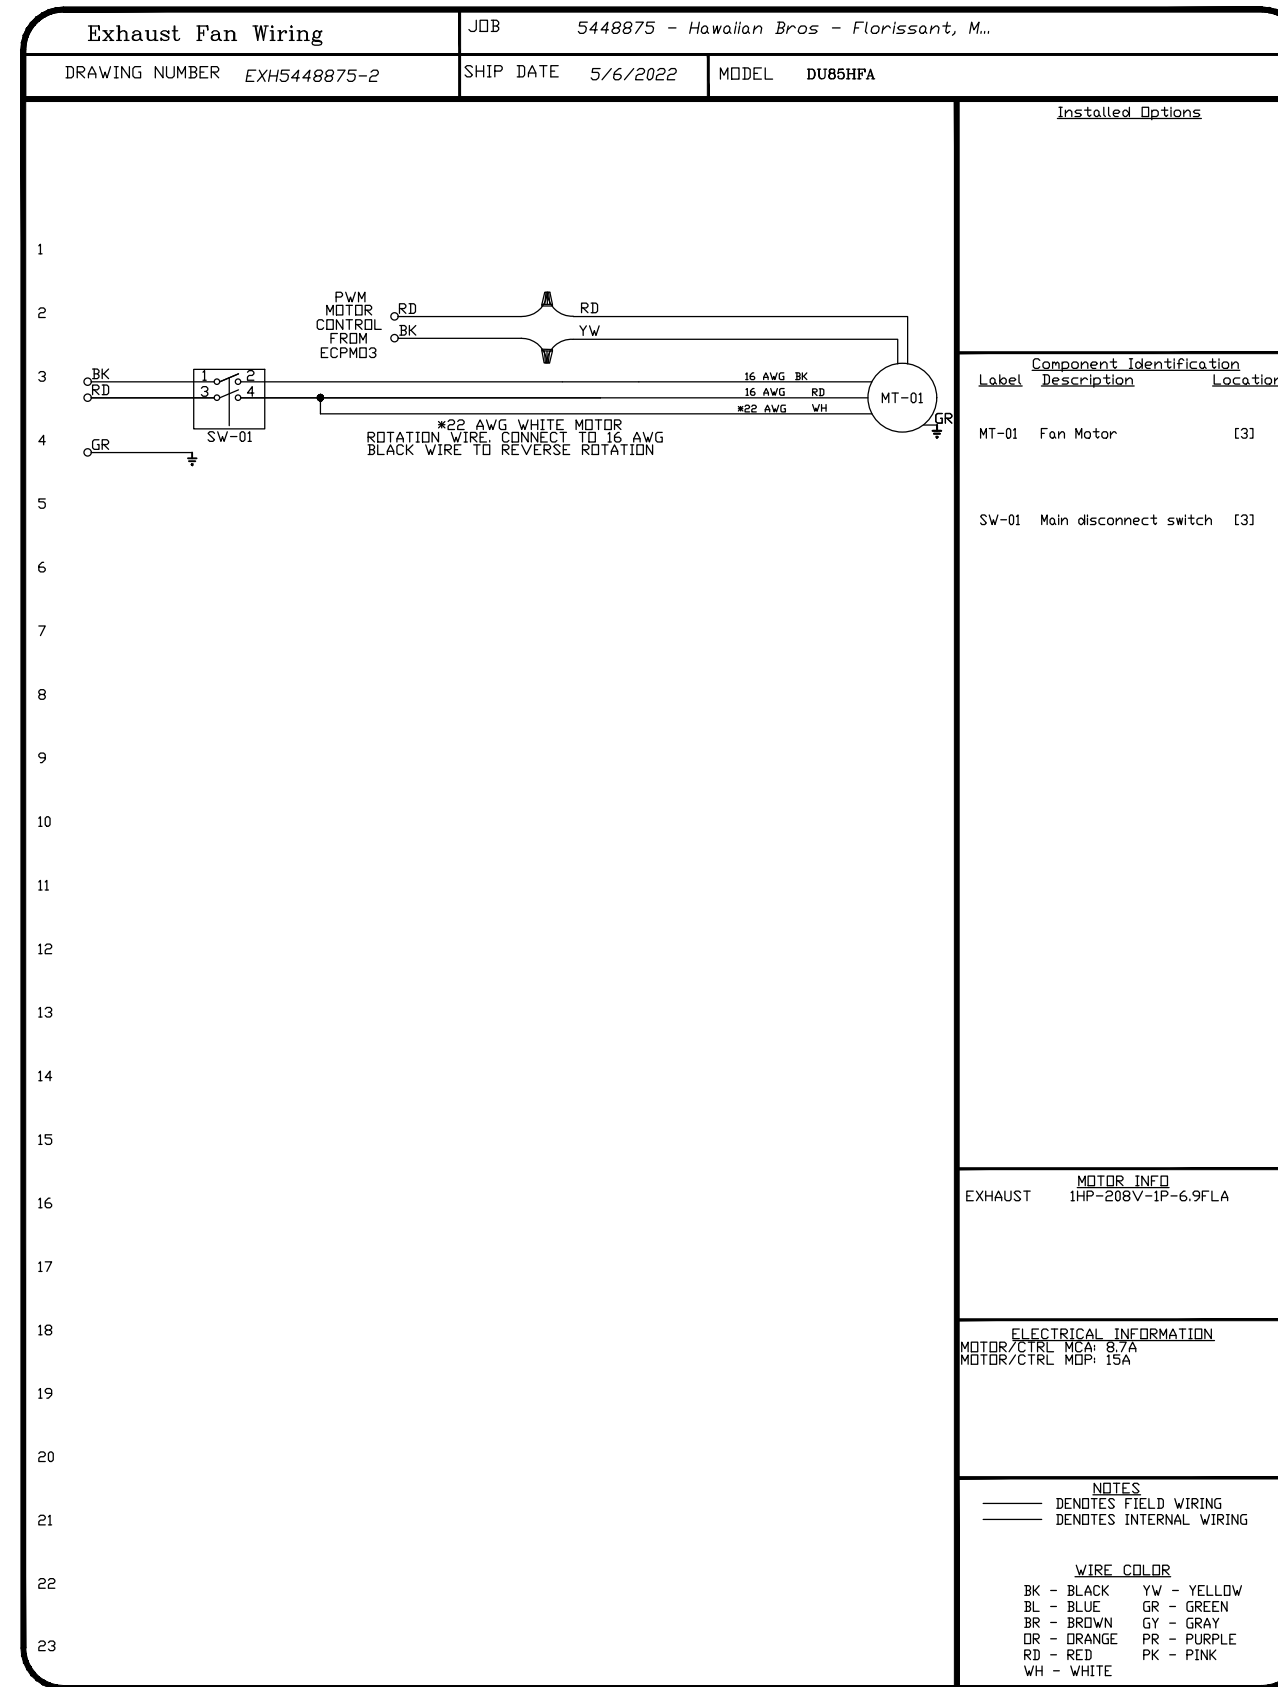 Exhaust Fan Wiring
JOB 5448875 - Hawaiian Bros - Florissant, M...
DRAWING NUMBER EXH5448875-2
SHIP DATE 5/6/2022
MODEL DU85HFA
Installed Options
1
2
PWM
MOTOR
CONTROL
FROM
ECPM03
RD
BK
RD
YW
3
BK
RD
1 2
3 4
SW-01
16 AWG BK
16 AWG RD
*22 AWG WH
MT-01
GR
*22 AWG WHITE MOTOR
ROTATION WIRE. CONNECT TO 16 AWG
BLACK WIRE TO REVERSE ROTATION
4
GR
5
6
7
8
9
10
11
12
13
14
15
16
17
18
19
20
21
22
23
Component Identification
Label Description Location
MT-01 Fan Motor [3]
SW-01 Main disconnect switch [3]
MOTOR INFO
EXHAUST 1HP-208V-1P-6.9FLA
ELECTRICAL INFORMATION
MOTOR/CTRL MCA: 8.7A
MOTOR/CTRL MOP: 15A
NOTES
DENOTES FIELD WIRING
DENOTES INTERNAL WIRING
WIRE COLOR
BK - BLACK YW - YELLOW
BL - BLUE GR - GREEN
BR - BROWN GY - GRAY
OR - ORANGE PR - PURPLE
RD - RED PK - PINK
WH - WHITE